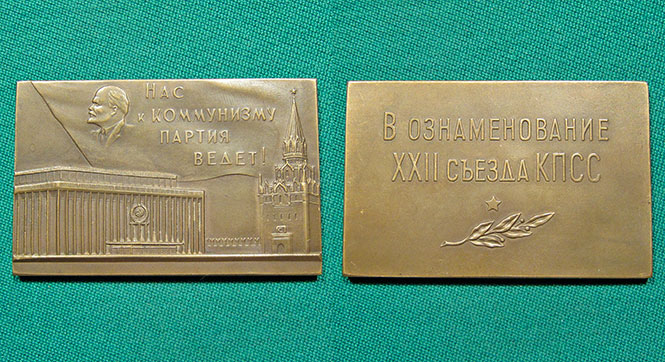 НАС
К КОММУНИЗМУ
ПАРТИЯ
ВЕДЕТ!
В ОЗНАМЕНОВАНИЕ
XXII СЪЕЗДА КПСС